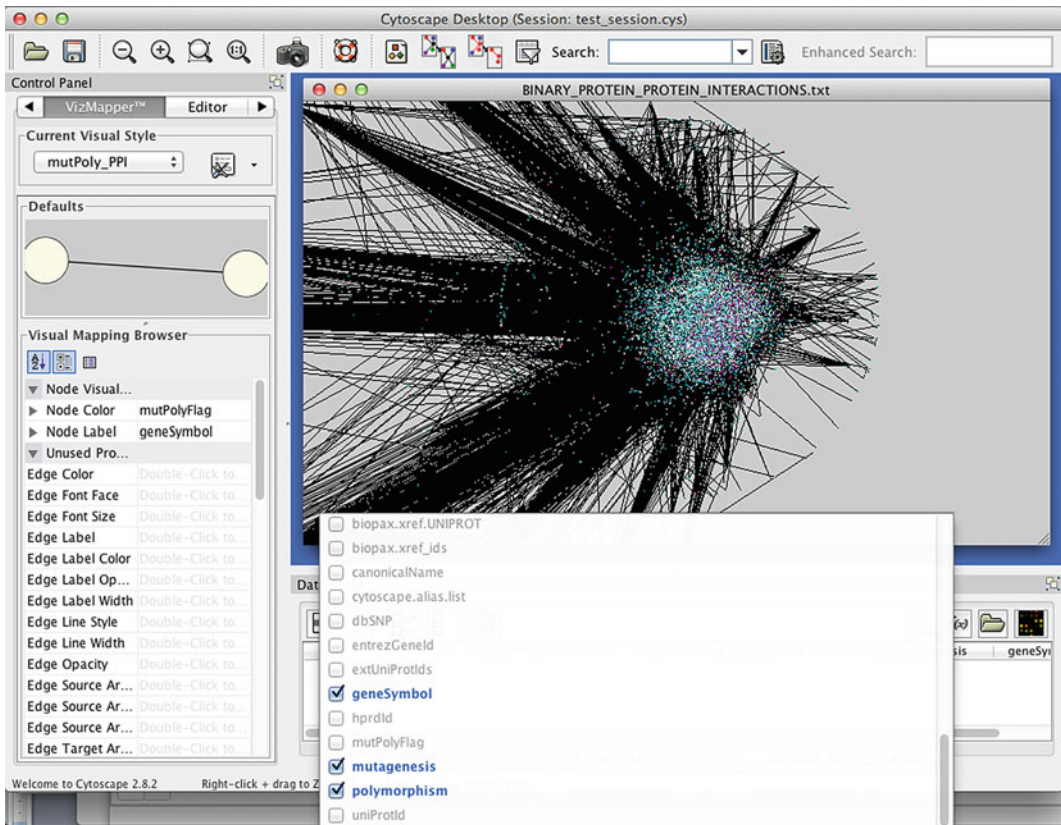 Cytoscape Desktop (Session: test_session.cys)
1:1
Search:
Enhanced Search:
Control Panel
VizMapper™
Editor
Current Visual Style
mutPoly_PPI
Defaults
Visual Mapping Browser
A
Z
Node Visual...
Node Color mutPolyFlag
Node Label geneSymbol
Unused Pro...
Edge Color Double-Click to...
Edge Font Face Double-Click to...
Edge Font Size Double-Click to...
Edge Label Double-Click to...
Edge Label Color Double-Click to...
Edge Label Op... Double-Click to...
Edge Label Width Double-Click to...
Edge Line Style Double-Click to...
Edge Line Width Double-Click to...
Edge Opacity Double-Click to...
Edge Source Ar... Double-Click to...
Edge Source Ar... Double-Click to...
Edge Source Ar... Double-Click to...
Edge Target Ar... Double-Click to...
BINARY_PROTEIN_PROTEIN_INTERACTIONS.txt
Dat
biopax.xref.UNIPROT
biopax.xref_ids
canonicalName
cytoscape.alias.list
dbSNP
entrezGeneId
extUniProtIds
geneSymbol
hprdId
mutPolyFlag
mutagenesis
polymorphism
uniProtId
(x)
sis geneSy
Welcome to Cytoscape 2.8.2 Right-click + drag to Z